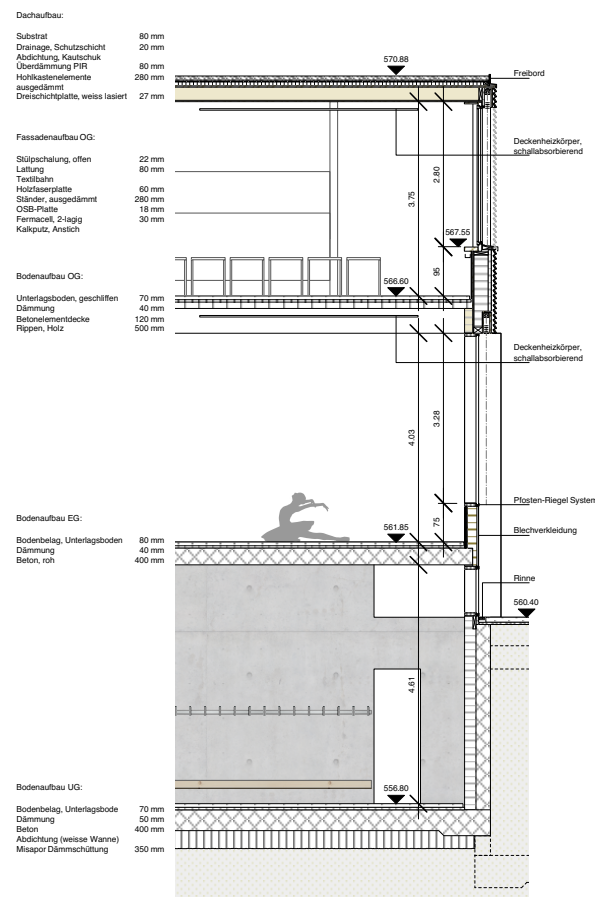 Dachaufbau:
Substrat 80 mm
Drainage, Schutzschicht 20 mm
Abdichtung, Kautschuk
Überdämmung PIR 80 mm
Hohlkastenelemente 280 mm
ausgedämmt
Dreischichtplatte, weiss lasiert 27 mm
570.88
Freibord
Fassadenaufbau OG:
Deckenheizkörper,
schallabsorbierend
Stülpschalung, offen 22 mm
Lattung 80 mm
Textilbahn
Holzfaserplatte 60 mm
Ständer, ausgedämmt 280 mm
OSB-Platte 18 mm
Fermacell, 2-lagig 30 mm
Kalkputz, Anstich
2.80
3.75
567.55
95
566.60
Bodenaufbau OG:
Unterlagsboden, geschliffen 70 mm
Dämmung 40 mm
Betonelementdecke 120 mm
Rippen, Holz 500 mm
Deckenheizkörper,
schallabsorbierend
3.28
4.03
75
Pfosten-Riegel System
Blechverkleidung
561.85
Bodenaufbau EG:
Bodenbelag, Unterlagsboden 80 mm
Dämmung 40 mm
Beton, roh 400 mm
Rinne
560.40
4.61
556.80
Bodenaufbau UG:
Bodenbelag, Unterlagsbode 70 mm
Dämmung 50 mm
Beton 400 mm
Abdichtung (weisse Wanne)
Misapor Dämmschüttung 350 mm